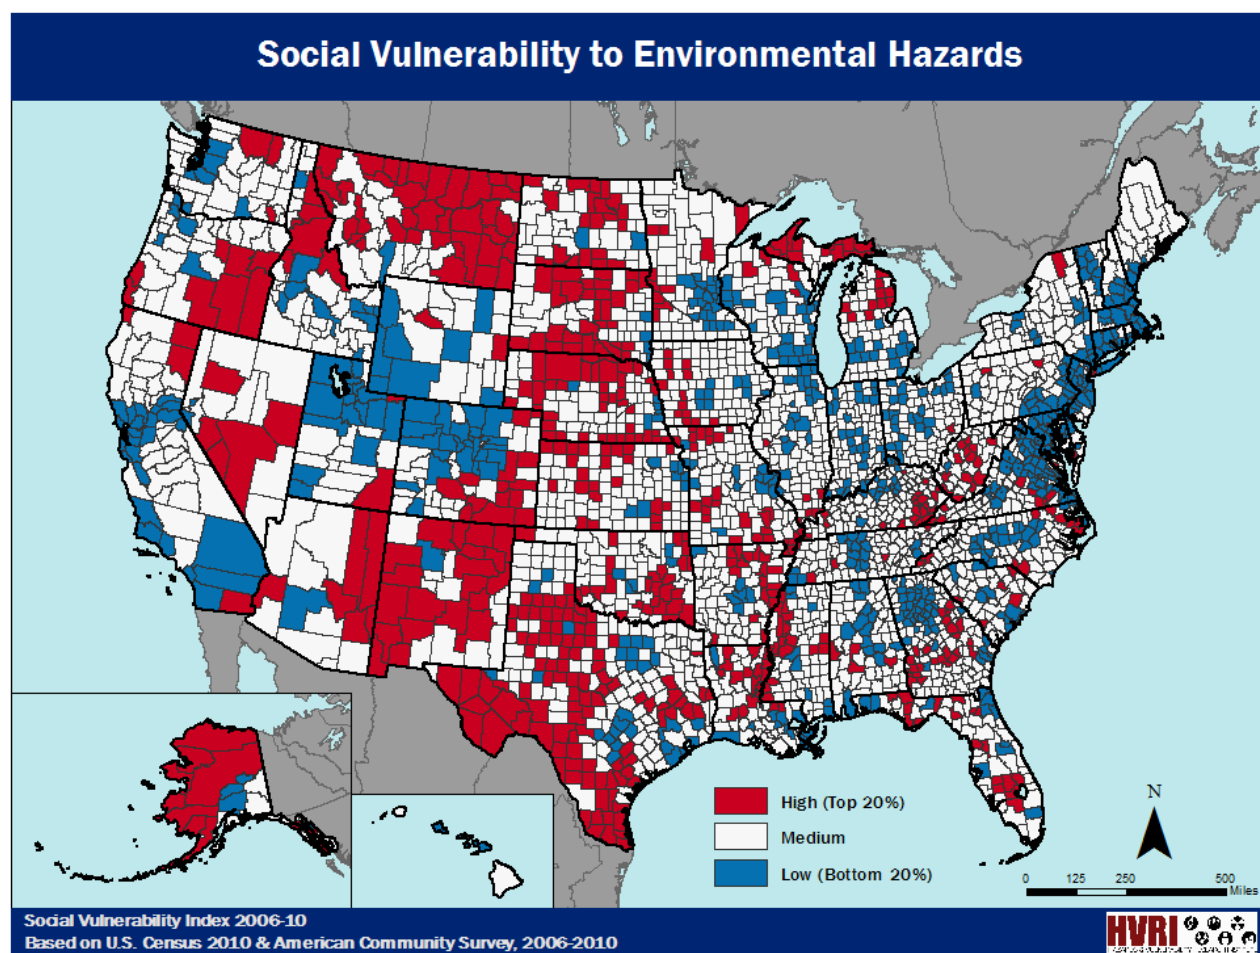 Social Vulnerability to Environmental Hazards
High (Top 20%)
Medium
Low (Bottom 20%)
N
0 125 250 500
Miles
Social Vulnerability Index 2006-10
Based on U.S. Census 2010 & American Community Survey, 2006-2010
HVRI